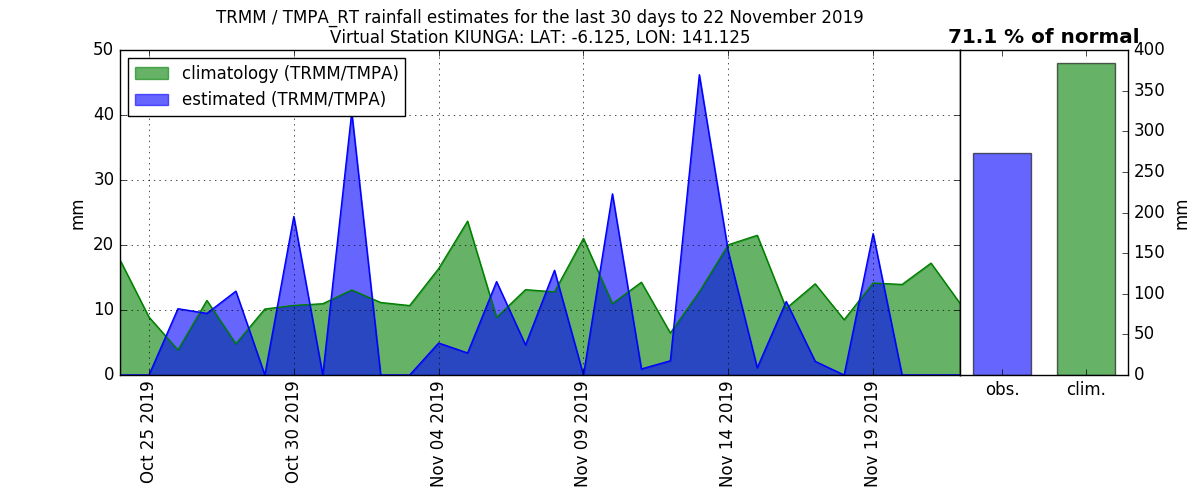 TRMM / TMPA_RT rainfall estimates for the last 30 days to 22 November 2019
Virtual Station KIUNGA: LAT: -6.125, LON: 141.125
71.1 % of normal
climatology (TRMM/TMPA)
estimated (TRMM/TMPA)
50
40
30
20
10
0
mm
Oct 25 2019
Oct 30 2019
Nov 04 2019
Nov 09 2019
Nov 14 2019
Nov 19 2019
400
350
300
250
200
150
100
50
0
mm
obs.
clim.